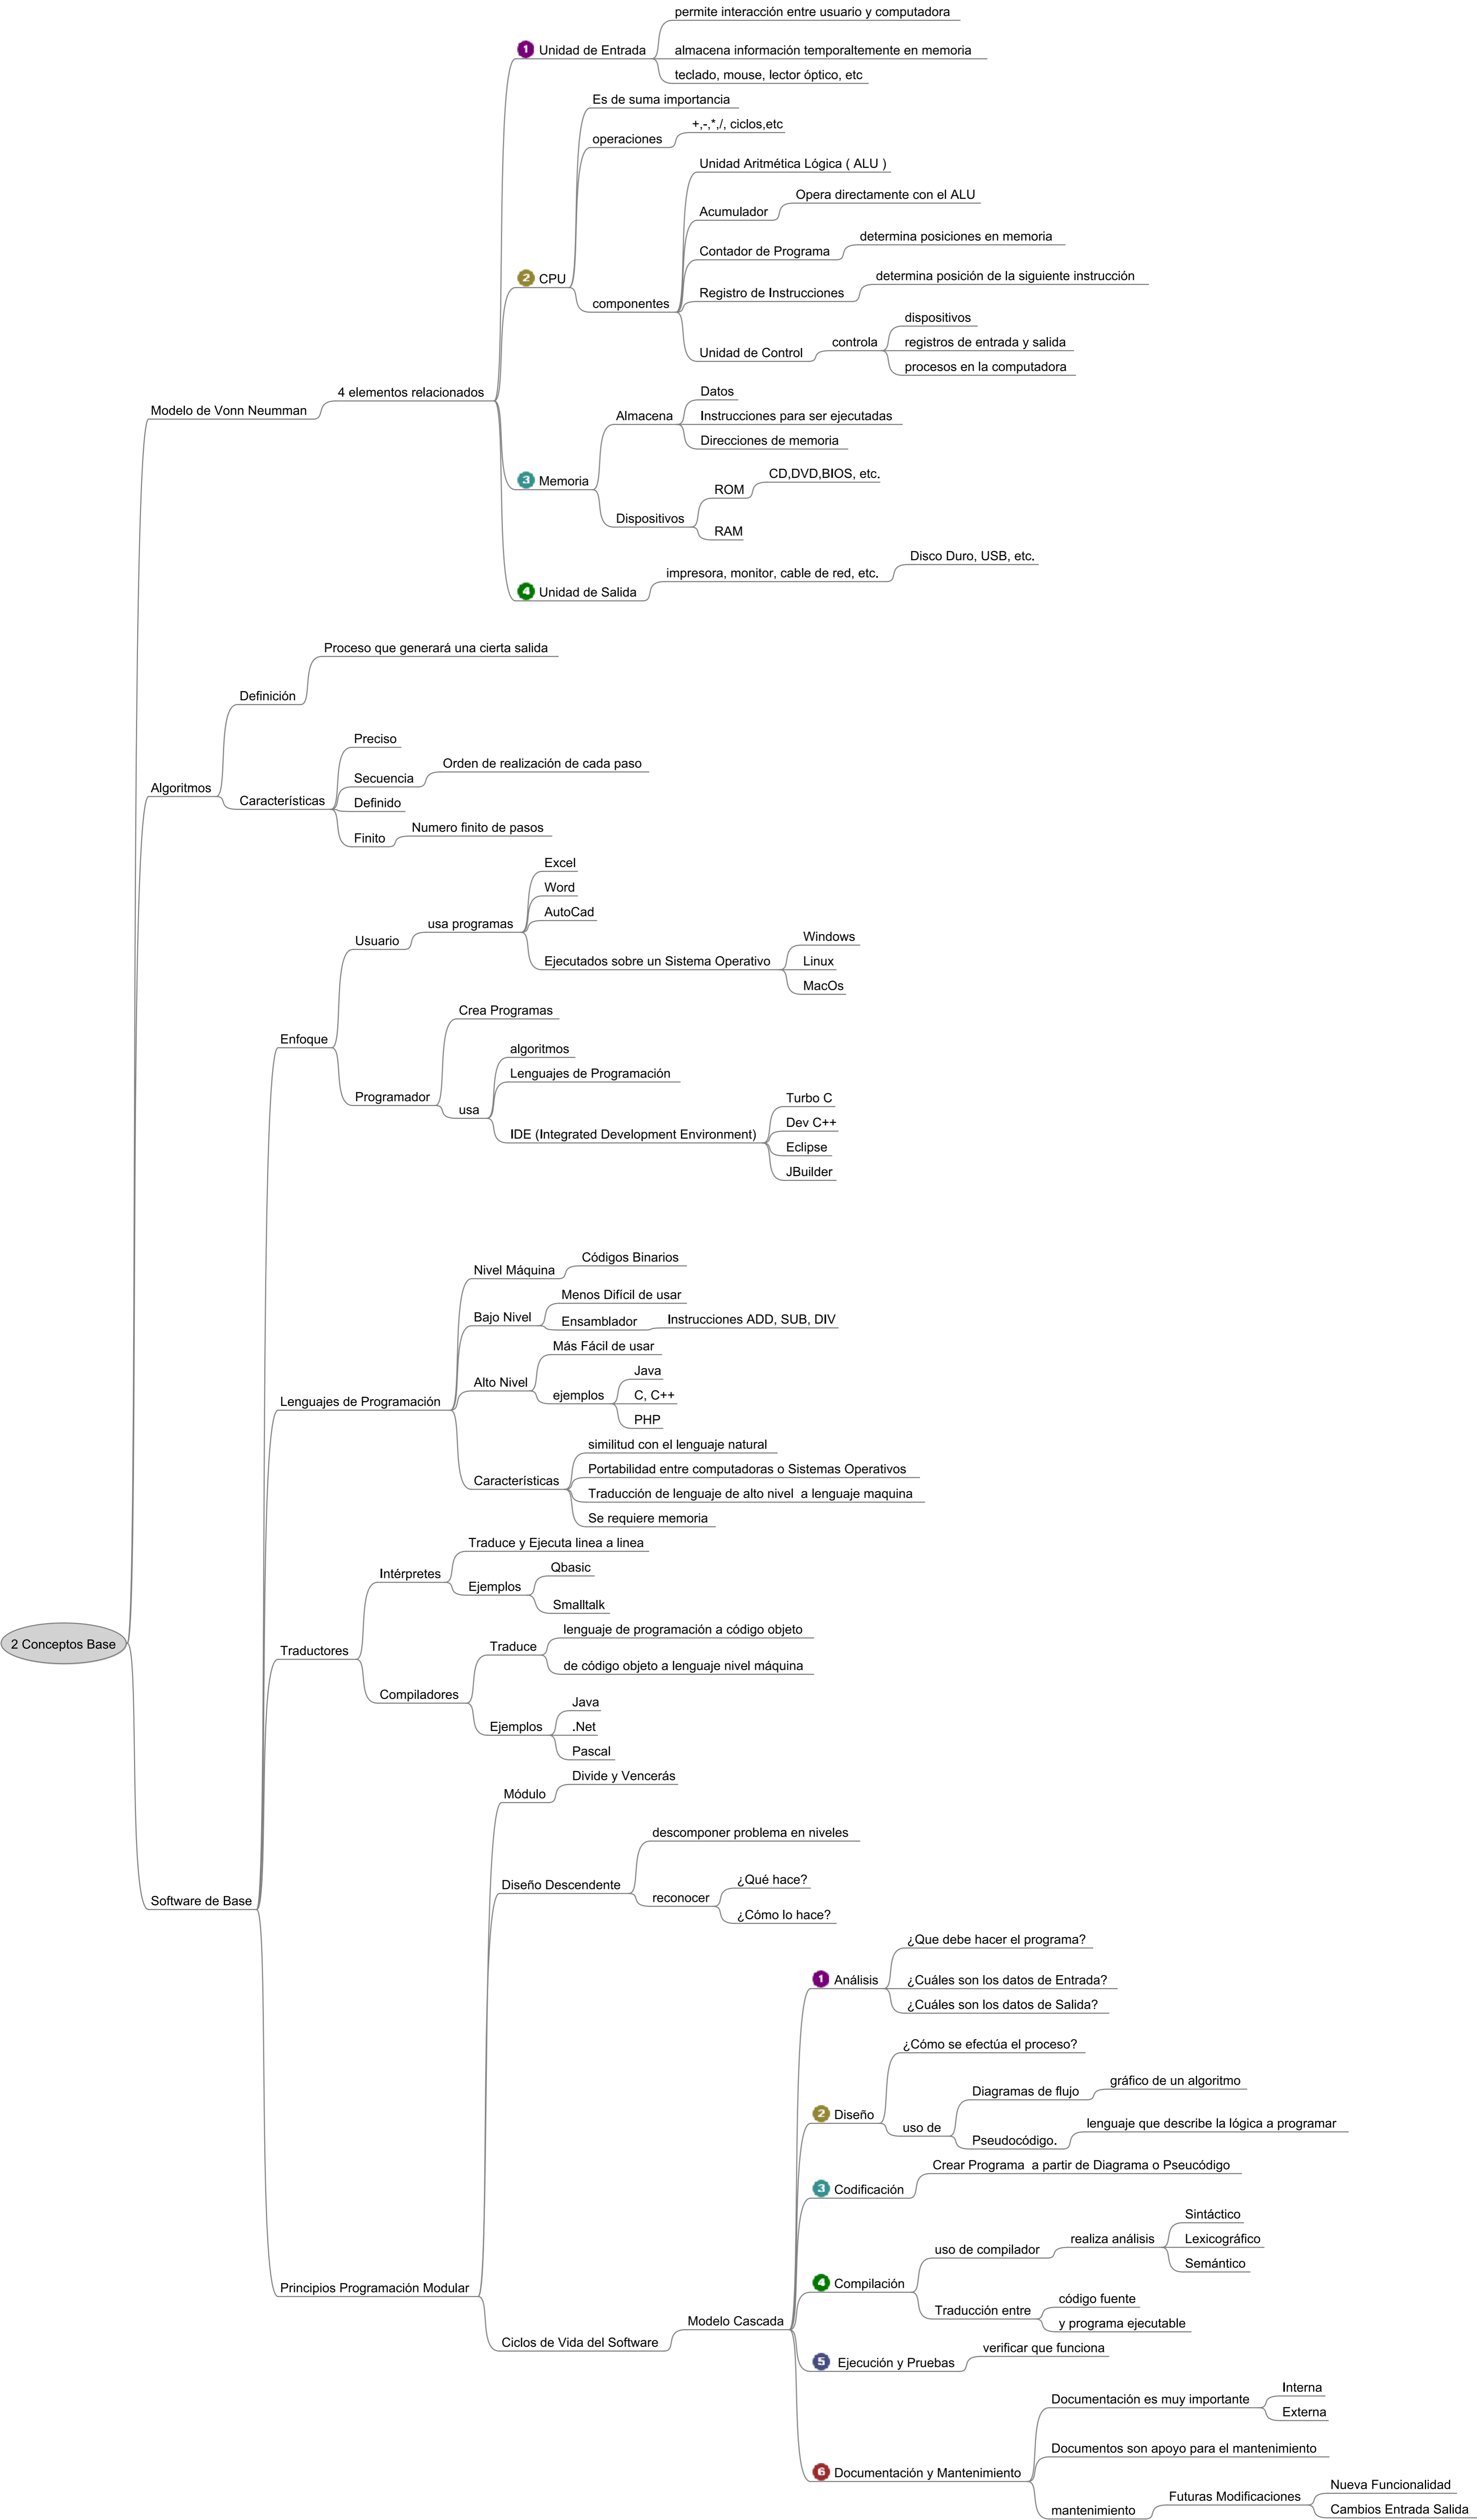 permite interacción entre usuario y computadora
1 Unidad de Entrada
almacena información temporaltemente en memoria
teclado, mouse, lector óptico, etc
Es de suma importancia
operaciones
+,-,*,/, ciclos,etc
Unidad Aritmética Lógica ( ALU )
Acumulador
Opera directamente con el ALU
Contador de Programa
determina posiciones en memoria
2 CPU
componentes
Registro de Instrucciones
determina posición de la siguiente instrucción
Unidad de Control
controla
dispositivos
registros de entrada y salida
procesos en la computadora
Modelo de Vonn Neumman
4 elementos relacionados
Almacena
Datos
Instrucciones para ser ejecutadas
Direcciones de memoria
3 Memoria
Dispositivos
ROM
CD,DVD,BIOS, etc.
RAM
4 Unidad de Salida
impresora, monitor, cable de red, etc.
Disco Duro, USB, etc.
Proceso que generará una cierta salida
Definición
Algoritmos
Características
Preciso
Secuencia
Orden de realización de cada paso
Definido
Finito
Numero finito de pasos
Usuario
usa programas
Excel
Word
AutoCad
Ejecutados sobre un Sistema Operativo
Windows
Linux
MacOs
Enfoque
Programador
Crea Programas
usa
algoritmos
Lenguajes de Programación
IDE (Integrated Development Environment)
Turbo C
Dev C++
Eclipse
JBuilder
Nivel Máquina
Códigos Binarios
Bajo Nivel
Menos Difícil de usar
Ensamblador
Instrucciones ADD, SUB, DIV
Alto Nivel
Más Fácil de usar
ejemplos
Java
C, C++
PHP
Lenguajes de Programación
Características
similitud con el lenguaje natural
Portabilidad entre computadoras o Sistemas Operativos
Traducción de lenguaje de alto nivel  a lenguaje maquina
Se requiere memoria
Intérpretes
Traduce y Ejecuta linea a linea
Ejemplos
Qbasic
Smalltalk
2 Conceptos Base
Traductores
Compiladores
Traduce
lenguaje de programación a código objeto
de código objeto a lenguaje nivel máquina
Ejemplos
Java
.Net
Pascal
Módulo
Divide y Vencerás
Diseño Descendente
descomponer problema en niveles
reconocer
¿Qué hace?
¿Cómo lo hace?
Software de Base
1 Análisis
¿Que debe hacer el programa?
¿Cuáles son los datos de Entrada?
¿Cuáles son los datos de Salida?
2 Diseño
¿Cómo se efectúa el proceso?
uso de
Diagramas de flujo
gráfico de un algoritmo
Pseudocódigo.
lenguaje que describe la lógica a programar
3 Codificación
Crear Programa  a partir de Diagrama o Pseucódigo
4 Compilación
uso de compilador
realiza análisis
Sintáctico
Lexicográfico
Semántico
Traducción entre
código fuente
y programa ejecutable
Principios Programación Modular
Ciclos de Vida del Software
Modelo Cascada
5 Ejecución y Pruebas
verificar que funciona
6 Documentación y Mantenimiento
Documentación es muy importante
Interna
Externa
Documentos son apoyo para el mantenimiento
mantenimiento
Futuras Modificaciones
Nueva Funcionalidad
Cambios Entrada Salida